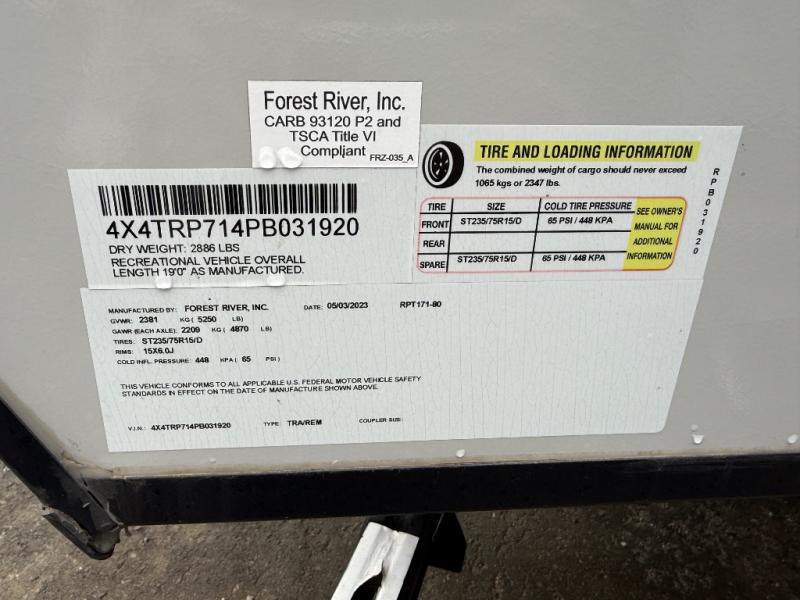 Forest River, Inc.
CARB 93120 P2 and
TSCA Title VI
Compliant
FRZ-035_A
4X4TRP714PB031920
DRY WEIGHT: 2886 LBS
RECREATIONAL VEHICLE OVERALL
LENGTH 19'0" AS MANUFACTURED.
TIRE AND LOADING INFORMATION
The combined weight of cargo should never exceed
1065 kgs or 2347 lbs.
TIRE SIZE COLD TIRE PRESSURE
FRONT ST235/75R15/D 65 PSI / 448 KPA
REAR
SPARE ST235/75R15/D 65 PSI / 448 KPA
SEE OWNER'S
MANUAL FOR
ADDITIONAL
INFORMATION
RPB031920
MANUFACTURED BY: FOREST RIVER, INC. DATE: 05/03/2023 RPT171-80
GVWR: 2381 KG ( 5250 LB)
GAWR (EACH AXLE): 2209 KG ( 4870 LB)
TIRES: ST235/75R15/D
RIMS: 15X6.0J
COLD INFL. PRESSURE: 448 KPA ( 65 PSI)
THIS VEHICLE CONFORMS TO ALL APPLICABLE U.S. FEDERAL MOTOR VEHICLE SAFETY
STANDARDS IN EFFECT ON THE DATE OF MANUFACTURE SHOWN ABOVE.
V.I.N.: 4X4TRP714PB031920 TYPE: TRA/REM COUPLER SIZE: